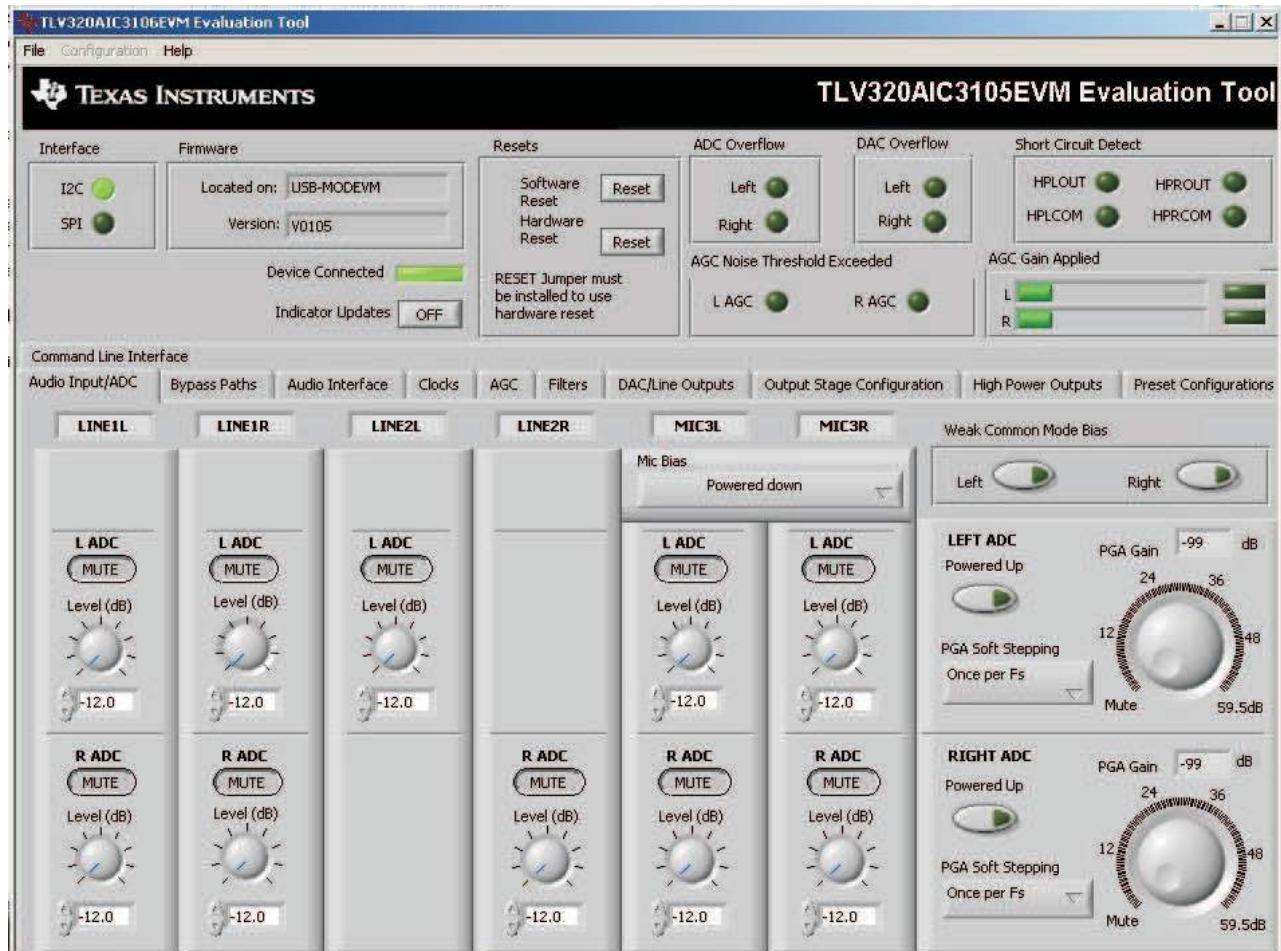 TLV320AIC3106EVM Evaluation Tool
File Configuration Help
TEXAS INSTRUMENTS
TLV320AIC3105EVM Evaluation Tool
Interface
I2C
SPI
Firmware
Located on: USB-MODEVM
Version: V0105
Device Connected
Indicator Updates OFF
Resets
Software Reset Reset
Hardware Reset Reset
RESET Jumper must
be installed to use
hardware reset
ADC Overflow
Left
Right
DAC Overflow
Left
Right
Short Circuit Detect
HPLOUT HPROUT
HPLCOM HPRCOM
AGC Noise Threshold Exceeded
L AGC R AGC
AGC Gain Applied
L
R
Command Line Interface
Audio Input/ADC Bypass Paths Audio Interface Clocks AGC Filters DAC/Line Outputs Output Stage Configuration High Power Outputs Preset Configurations
LINE1L LINE1R LINE2L LINE2R MIC3L MIC3R
Mic Bias
Powered down
Weak Common Mode Bias
Left Right
L ADC L ADC L ADC L ADC L ADC
MUTE MUTE MUTE MUTE MUTE
Level (dB) Level (dB) Level (dB) Level (dB) Level (dB)
-12.0 -12.0 -12.0 -12.0 -12.0
LEFT ADC
Powered Up
PGA Gain -99 dB
PGA Soft Stepping
Once per Fs
Mute 12 24 36 48 59.5dB
R ADC R ADC R ADC R ADC R ADC
MUTE MUTE MUTE MUTE MUTE
Level (dB) Level (dB) Level (dB) Level (dB) Level (dB)
-12.0 -12.0 -12.0 -12.0 -12.0
RIGHT ADC
Powered Up
PGA Gain -99 dB
PGA Soft Stepping
Once per Fs
Mute 12 24 36 48 59.5dB